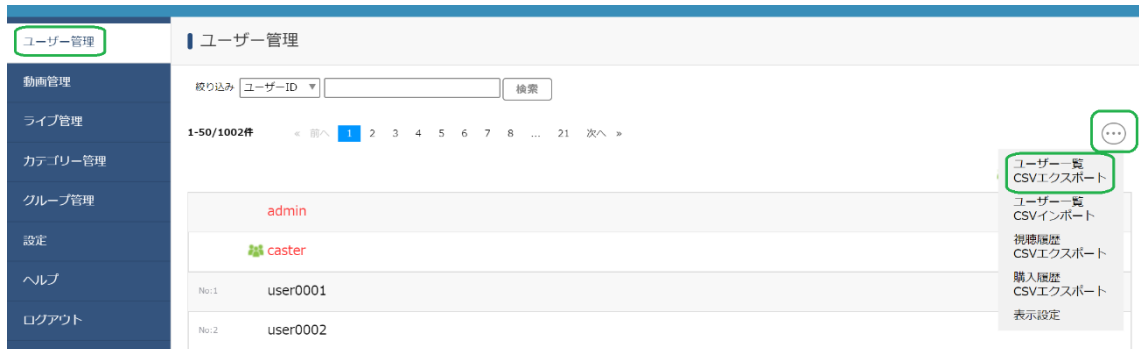 ユーザー管理
動画管理
ライブ管理
カテゴリー管理
グループ管理
設定
ヘルプ
ログアウト
ユーザー管理
絞り込み ユーザーID ▼ 検索
1-50/1002件 « 前へ 1 2 3 4 5 6 7 8 ... 21 次へ »
ユーザー一覧
CSVエクスポート
ユーザー一覧
CSVインポート
視聴履歴
CSVエクスポート
購入履歴
CSVエクスポート
表示設定
admin
caster
No:1 user0001
No:2 user0002